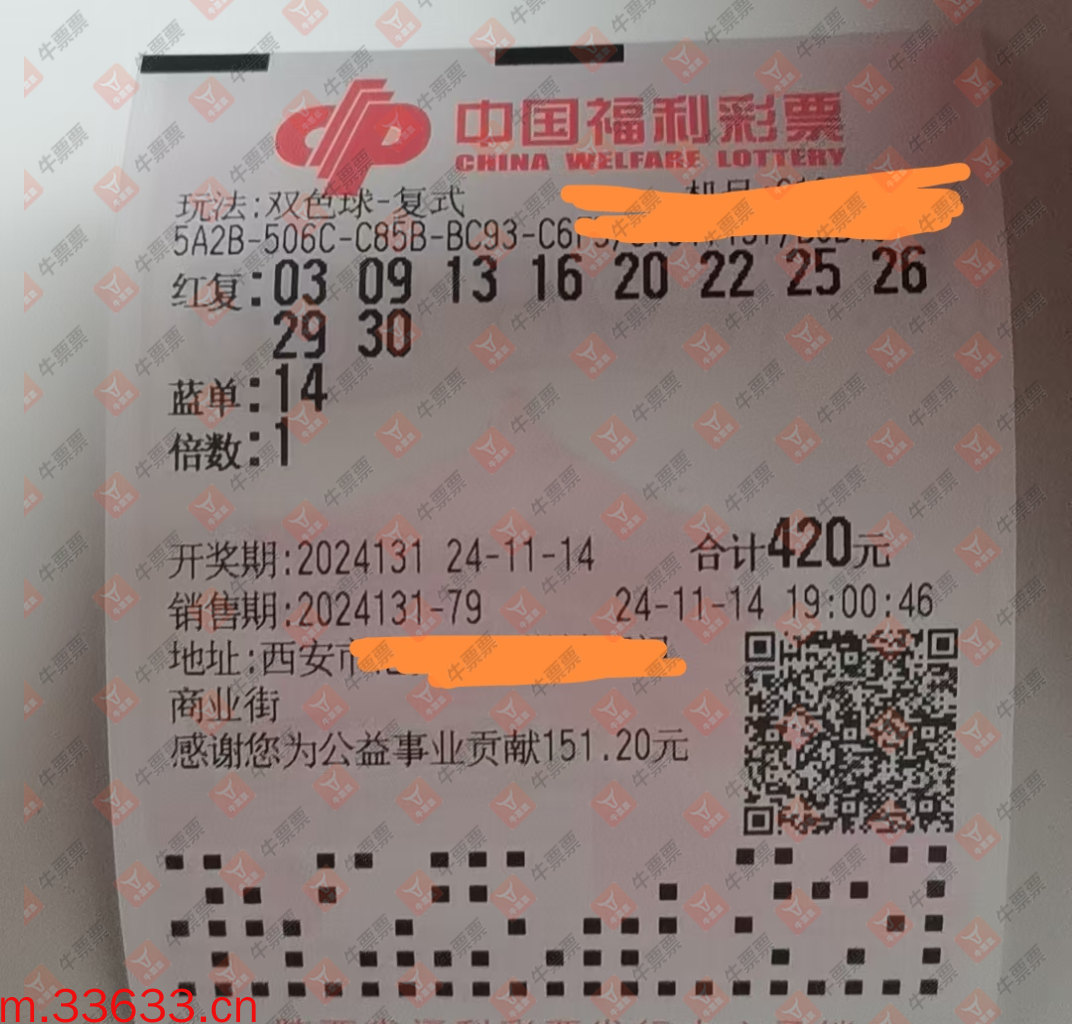 中国福利彩票
CHINA WELFARE LOTTERY
玩法:双色球-复式
5A2B-506C-C85B-BC93-C6F5
红复:03 09 13 16 20 22 25 26
29 30
蓝单:14
倍数:1
开奖期:2024131 24-11-14 合计420元
销售期:2024131-79 24-11-14 19:00:46
地址:西安市
商业街
感谢您为公益事业贡献151.20元
m.33633.cn
牛票票